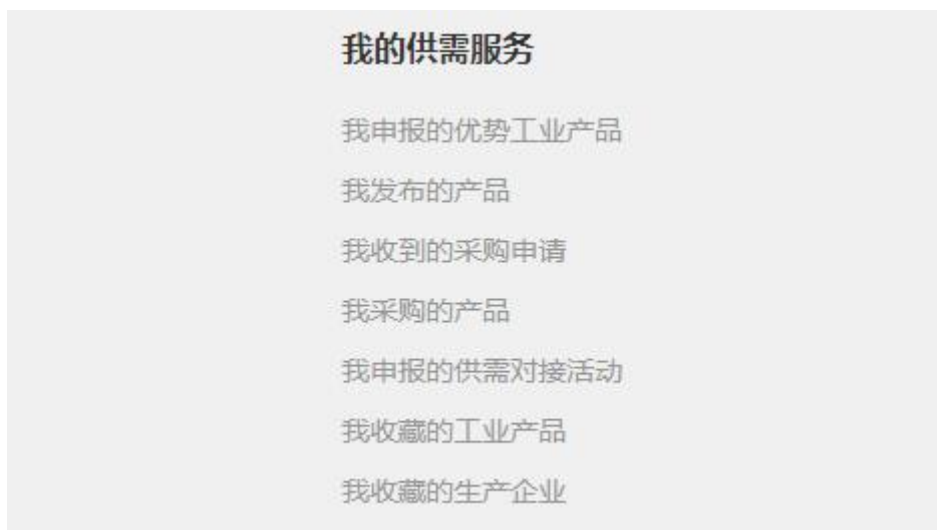 我的供需服务
我申报的优势工业产品
我发布的产品
我收到的采购申请
我采购的产品
我申报的供需对接活动
我收藏的工业产品
我收藏的生产企业